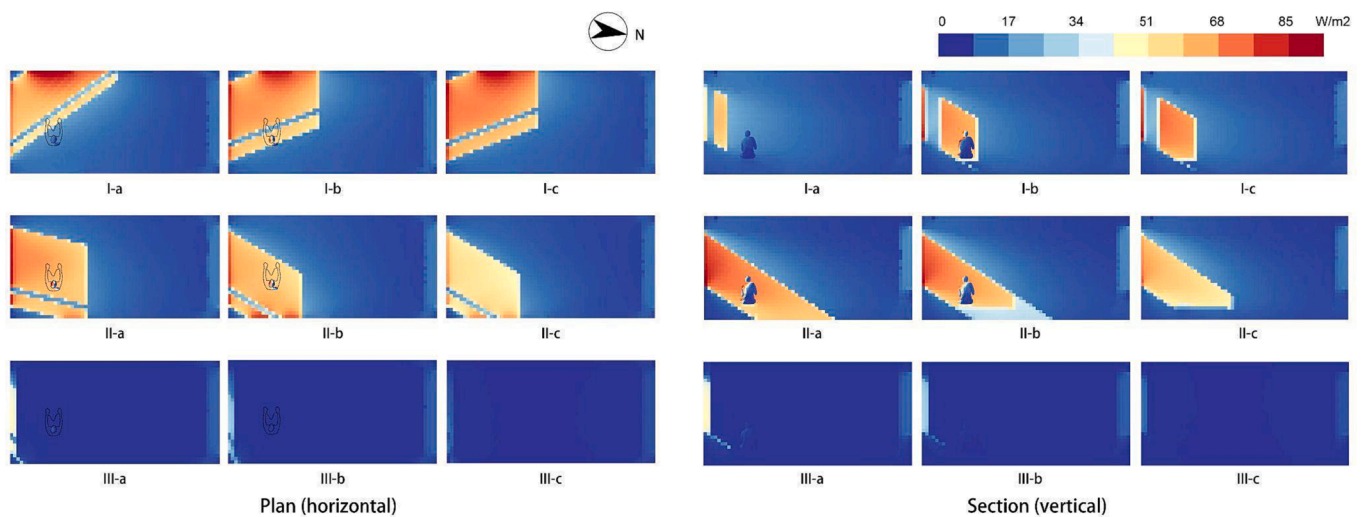 N
0 17 34 51 68 85 W/m2
I-a I-b I-c I-a I-b I-c
II-a II-b II-c II-a II-b II-c
III-a III-b III-c III-a III-b III-c
Plan (horizontal) Section (vertical)